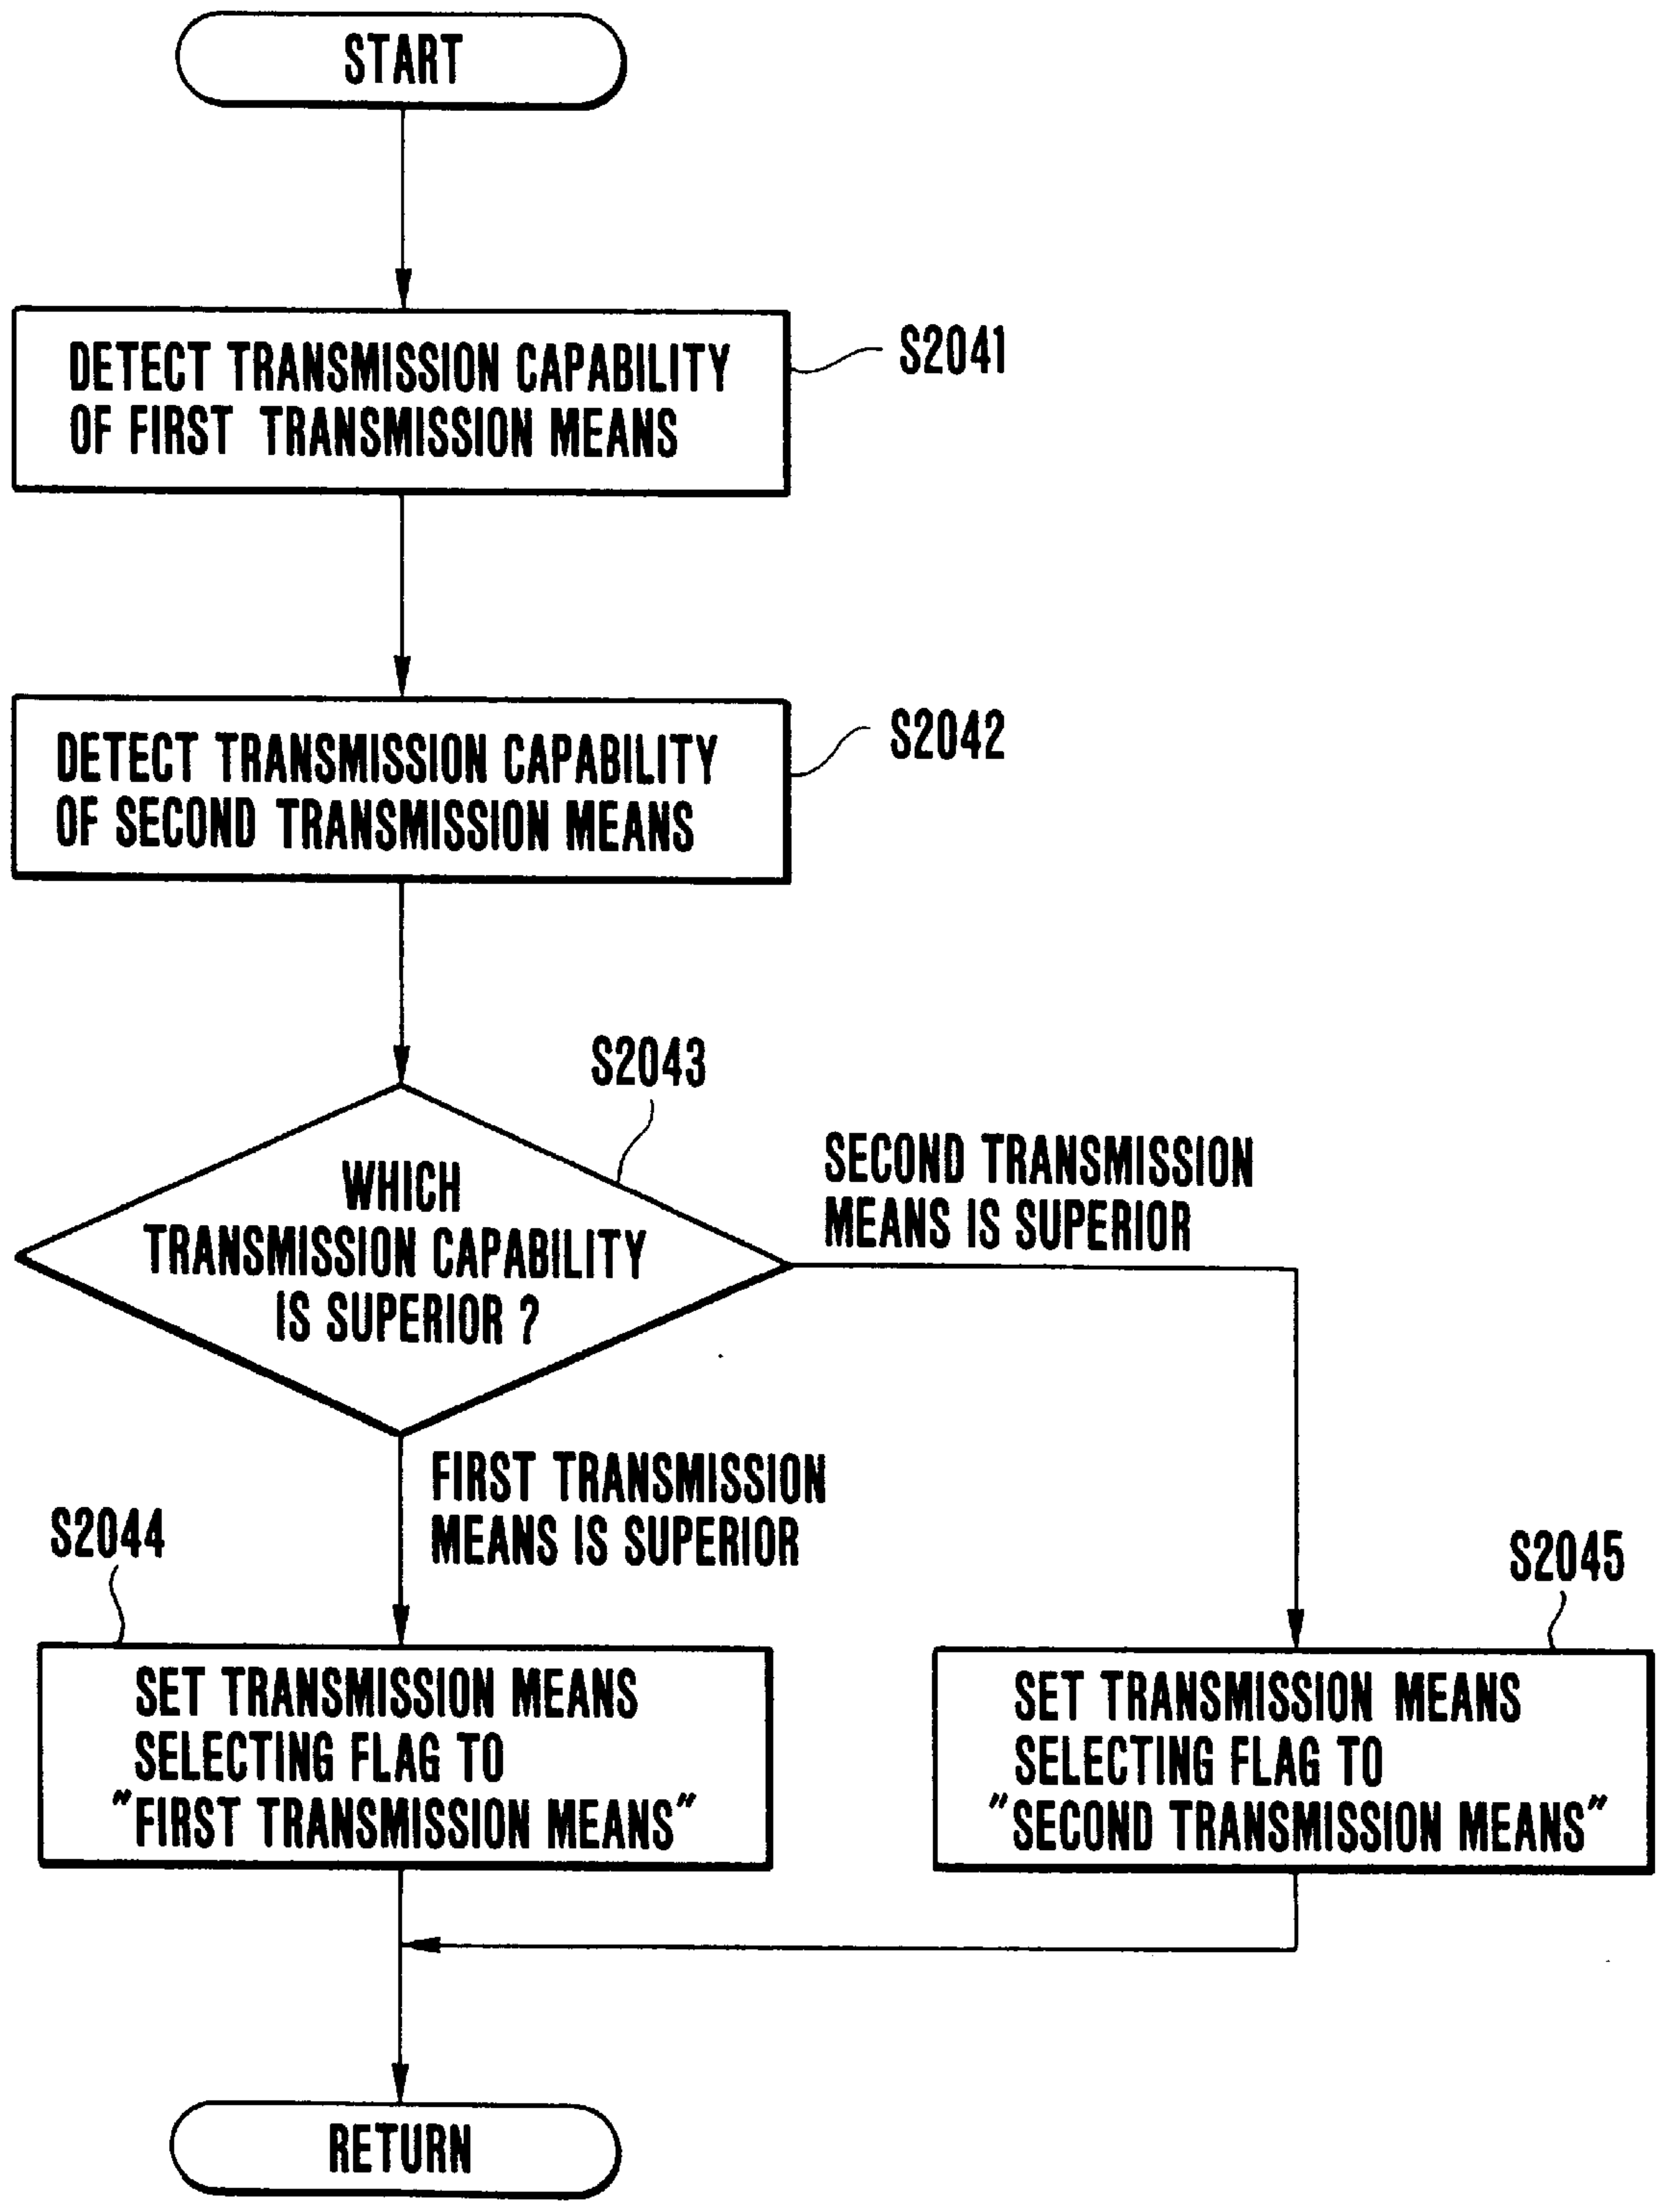 START
DETECT TRANSMISSION CAPABILITY
OF FIRST TRANSMISSION MEANS
S2041
DETECT TRANSMISSION CAPABILITY
OF SECOND TRANSMISSION MEANS
S2042
S2043
WHICH
TRANSMISSION CAPABILITY
IS SUPERIOR ?
SECOND TRANSMISSION
MEANS IS SUPERIOR
FIRST TRANSMISSION
MEANS IS SUPERIOR
S2044
SET TRANSMISSION MEANS
SELECTING FLAG TO
"FIRST TRANSMISSION MEANS"
S2045
SET TRANSMISSION MEANS
SELECTING FLAG TO
"SECOND TRANSMISSION MEANS"
RETURN